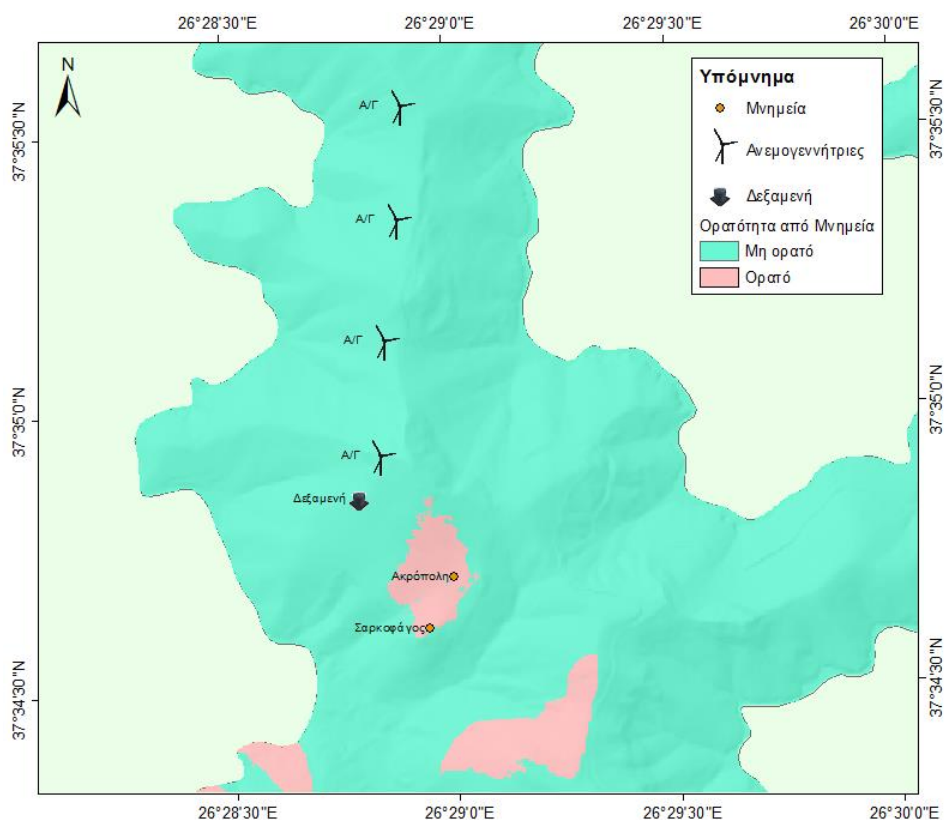 26°28'30"E 26°29'0"E 26°29'30"E 26°30'0"E
N
Υπόμνημα
Μνημεία
Ανεμογεννήτριες
Δεξαμενή
Ορατότητα από Μνημεία
Μη ορατό
Ορατό
37°35'30"N
37°35'30"N
Α/Γ
Α/Γ
Α/Γ
37°35'0"N
37°35'0"N
Α/Γ
Δεξαμενή
Ακρόπολη
Σαρκοφάγος
37°34'30"N
37°34'30"N
26°28'30"E 26°29'0"E 26°29'30"E 26°30'0"E